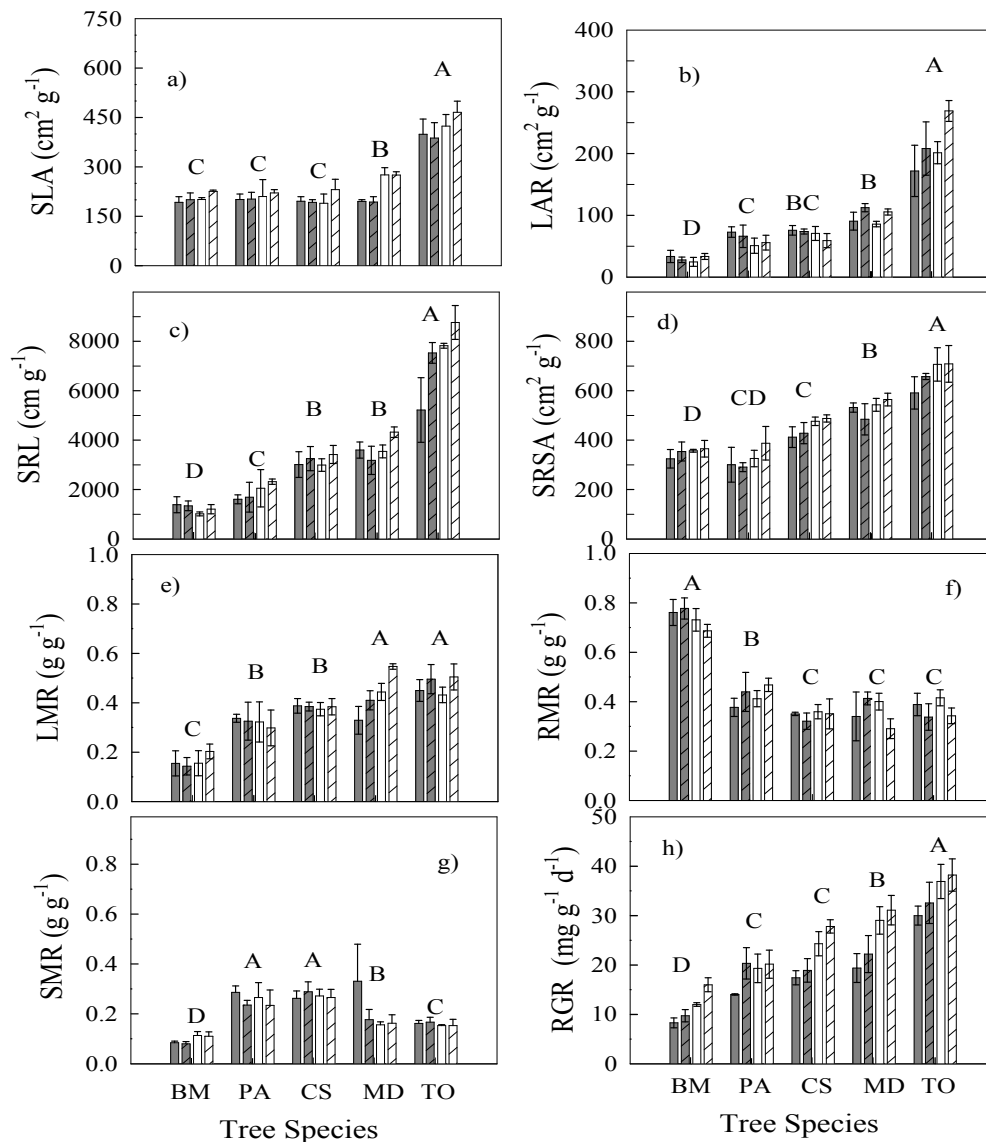 750
600
450
300
150
0
SLA (cm² g⁻¹)
a)
C
C
C
B
A
400
300
200
100
0
LAR (cm² g⁻¹)
b)
D
C
BC
B
A
8000
6000
4000
2000
0
SRL (cm g⁻¹)
c)
D
C
B
B
A
800
600
400
200
0
SRSA (cm² g⁻¹)
d)
D
CD
C
B
A
0.8
0.6
0.4
0.2
0.0
LMR (g g⁻¹)
e)
C
B
B
A
A
1.0
0.8
0.6
0.4
0.2
0.0
RMR (g g⁻¹)
f)
A
B
C
C
C
0.8
0.6
0.4
0.2
0.0
SMR (g g⁻¹)
g)
D
A
A
B
C
BM PA CS MD TO
Tree Species
50
40
30
20
10
0
RGR (mg g⁻¹ d⁻¹)
h)
D
C
C
B
A
BM PA CS MD TO
Tree Species